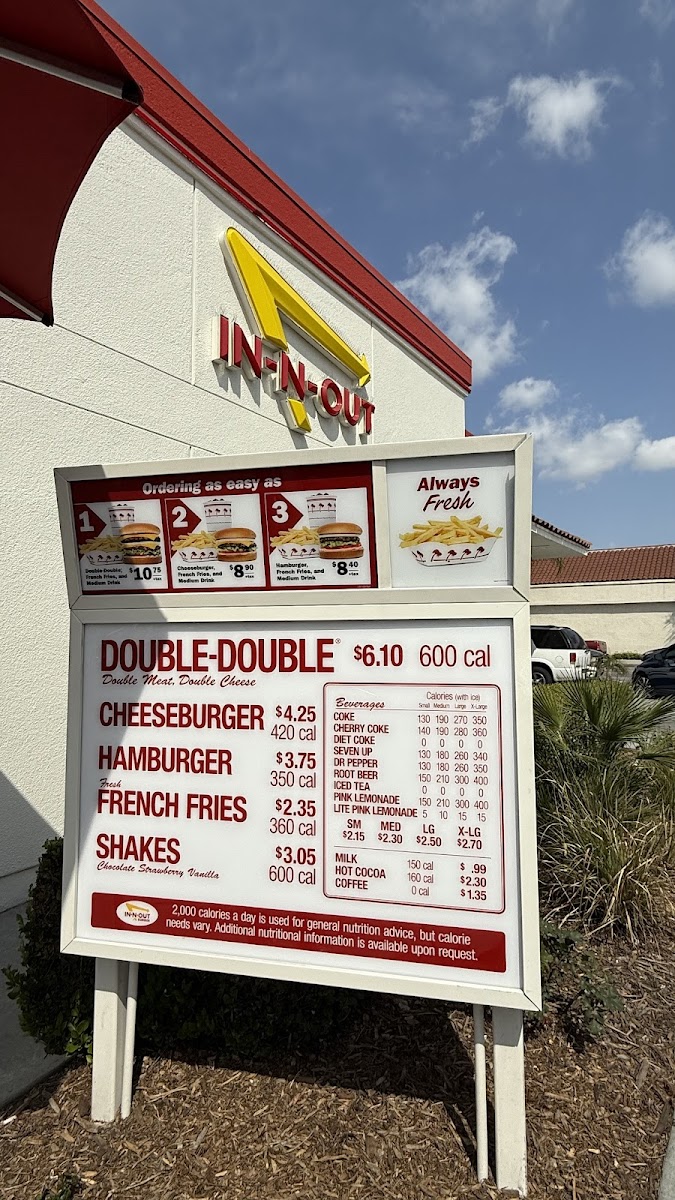 IN-N-OUT
Ordering as easy as
1
Double-Double,
French Fries, and
Medium Drink
$10.75
+tax
2
Cheeseburger,
French Fries, and
Medium Drink
$8.90
+tax
3
Hamburger,
French Fries, and
Medium Drink
$8.40
+tax
Always
Fresh
DOUBLE-DOUBLE® $6.10 600 cal
Double Meat, Double Cheese
CHEESEBURGER $4.25
420 cal
HAMBURGER $3.75
350 cal
Fresh
FRENCH FRIES $2.35
360 cal
SHAKES $3.05
Chocolate Strawberry Vanilla 600 cal
Beverages Calories (with ice)
Small Medium Large X-Large
COKE 130 190 270 350
CHERRY COKE 140 190 280 360
DIET COKE 0 0 0 0
SEVEN UP 130 180 260 340
DR PEPPER 130 180 260 350
ROOT BEER 150 210 300 400
ICED TEA 0 0 0 0
PINK LEMONADE 150 210 300 400
LITE PINK LEMONADE 5 10 15 15
SM MED LG X-LG
$2.15 $2.30 $2.50 $2.70
MILK 150 cal $ .99
HOT COCOA 160 cal $2.30
COFFEE 0 cal $1.35
IN-N-OUT
2,000 calories a day is used for general nutrition advice, but calorie
needs vary. Additional nutritional information is available upon request.